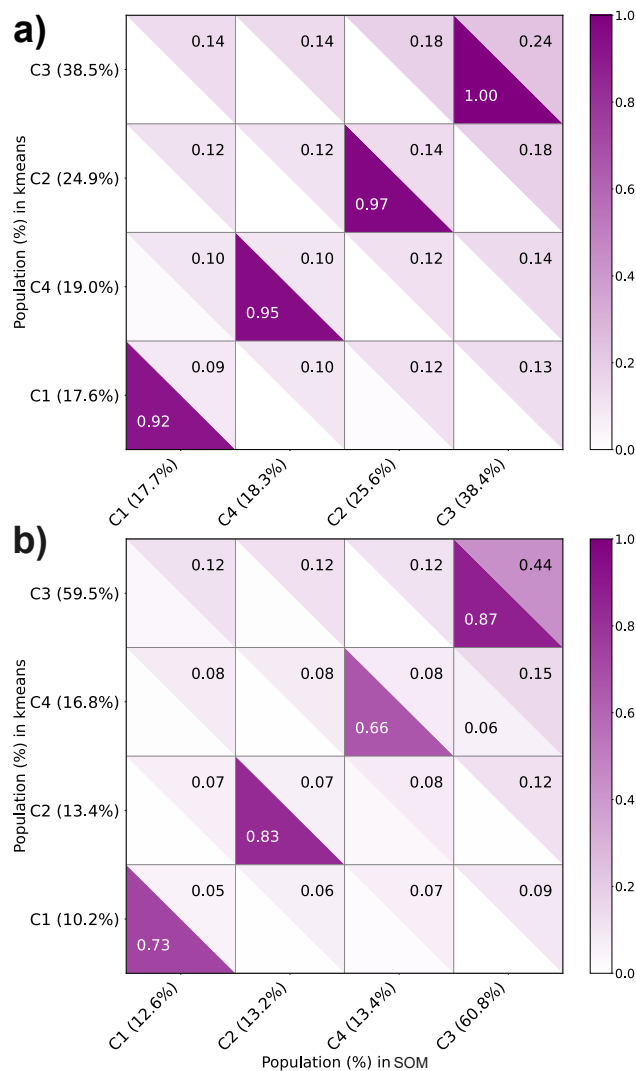 a)
Population (%) in kmeans
C3 (38.5%)
0.14 0.14 0.18 0.24
1.00
C2 (24.9%)
0.12 0.12 0.14 0.18
0.97
C4 (19.0%)
0.10 0.10 0.12 0.14
0.95
C1 (17.6%)
0.09 0.10 0.12 0.13
0.92
C1 (17.7%) C4 (18.3%) C2 (25.6%) C3 (38.4%)
1.0
0.8
0.6
0.4
0.2
0.0
b)
Population (%) in kmeans
C3 (59.5%)
0.12 0.12 0.12 0.44
0.87
C4 (16.8%)
0.08 0.08 0.08 0.15
0.66 0.06
C2 (13.4%)
0.07 0.07 0.08 0.12
0.83
C1 (10.2%)
0.05 0.06 0.07 0.09
0.73
C1 (12.6%) C2 (13.2%) C4 (13.4%) C3 (60.8%)
Population (%) in SOM
1.0
0.8
0.6
0.4
0.2
0.0